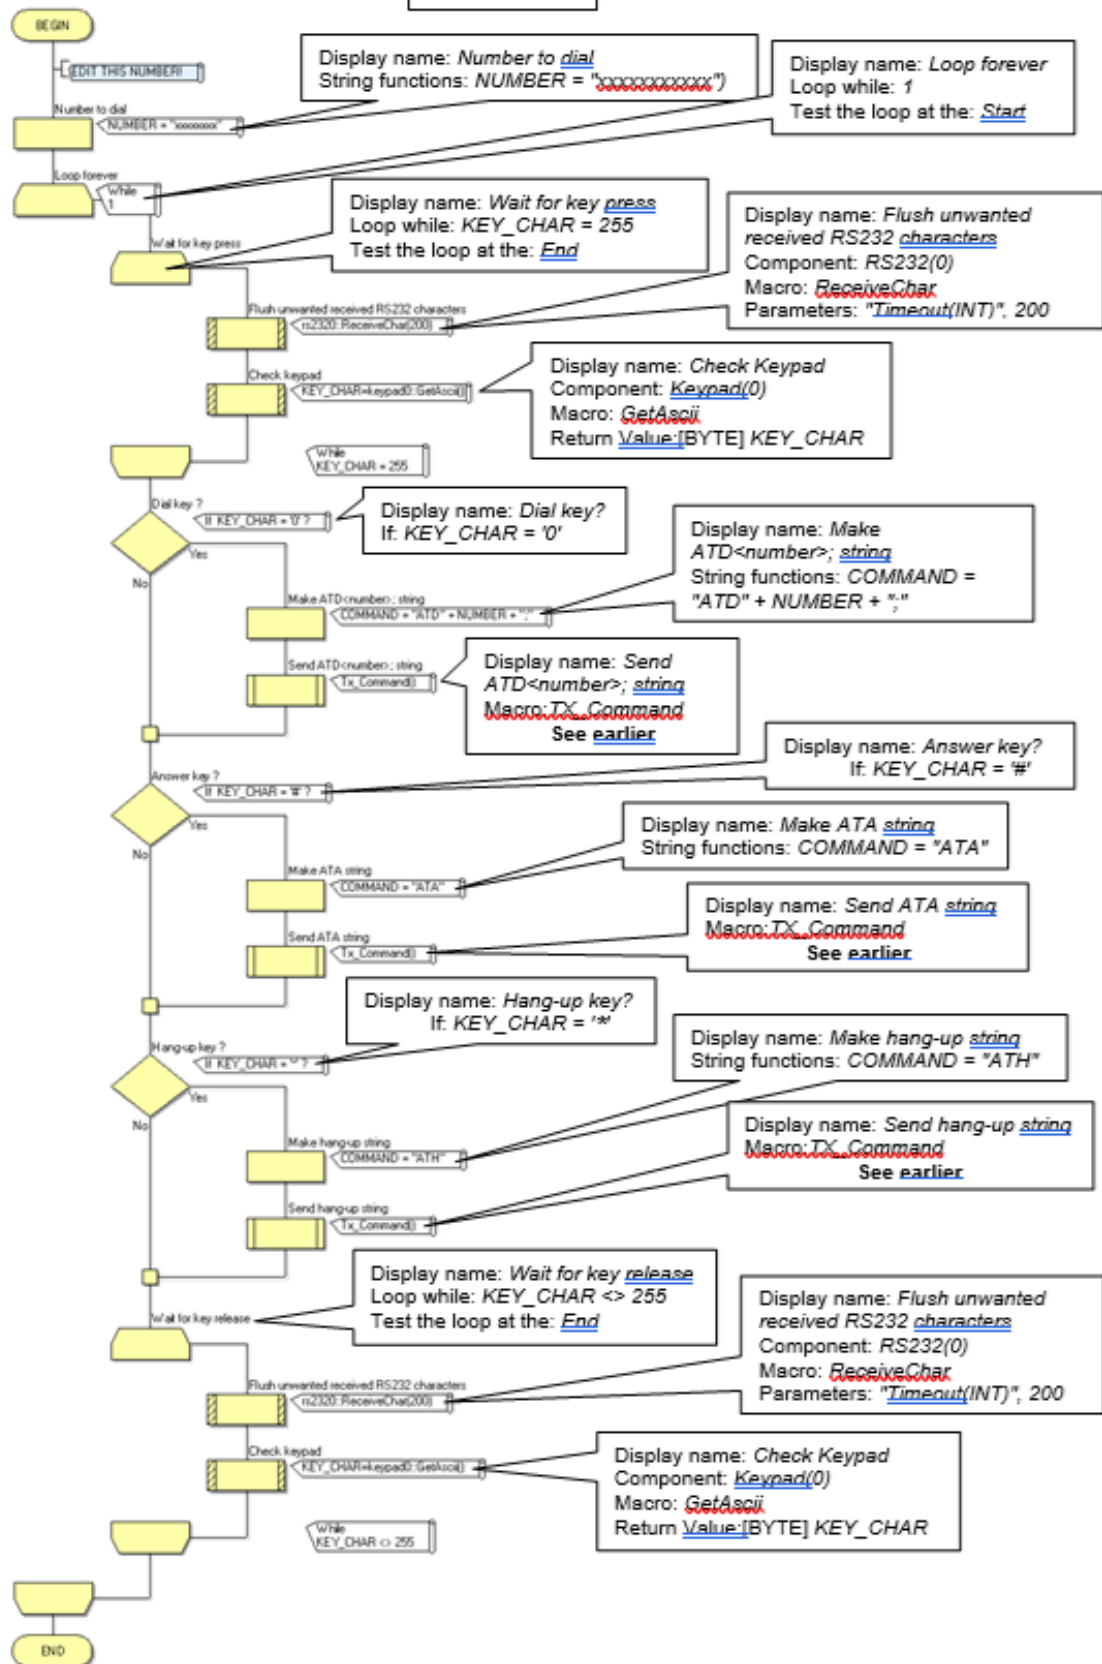 BEGIN
EDIT THIS NUMBER!
Display name: Number to dial
String functions: NUMBER = "xxxxxxxxxxx")
Display name: Loop forever
Loop while: 1
Test the loop at the: Start
Number to dial
NUMBER = "xxxxxxxx"
Loop forever
While
1
Display name: Wait for key press
Loop while: KEY_CHAR = 255
Test the loop at the: End
Wait for key press
Display name: Flush unwanted
received RS232 characters
Component: RS232(0)
Macro: ReceiveChar
Parameters: "Timeout(INT)", 200
Flush unwanted received RS232 characters
rs2320::ReceiveChar(200)
Check keypad
KEY_CHAR=keypad0::GetAscii()
Display name: Check Keypad
Component: Keypad(0)
Macro: GetAscii
Return Value:[BYTE] KEY_CHAR
While
KEY_CHAR = 255
Dial key ?
If KEY_CHAR = '0' ?
Display name: Dial key?
If: KEY_CHAR = '0'
Yes
No
Display name: Make
ATD<number>; string
String functions: COMMAND =
"ATD" + NUMBER + ";"
Make ATD<number>; string
COMMAND = "ATD" + NUMBER + ";"
Send ATD<number>; string
Tx_Command()
Display name: Send
ATD<number>; string
Macro:TX_Command
See earlier
Display name: Answer key?
If: KEY_CHAR = '#'
Answer key ?
If KEY_CHAR = '#' ?
Yes
No
Display name: Make ATA string
String functions: COMMAND = "ATA"
Make ATA string
COMMAND = "ATA"
Display name: Send ATA string
Macro:TX_Command
See earlier
Send ATA string
Tx_Command()
Display name: Hang-up key?
If: KEY_CHAR = '*'
Hang-up key ?
If KEY_CHAR = '*' ?
Yes
No
Display name: Make hang-up string
String functions: COMMAND = "ATH"
Make hang-up string
COMMAND = "ATH"
Display name: Send hang-up string
Macro:TX_Command
See earlier
Send hang-up string
Tx_Command()
Display name: Wait for key release
Loop while: KEY_CHAR <> 255
Test the loop at the: End
Wait for key release
Display name: Flush unwanted
received RS232 characters
Component: RS232(0)
Macro: ReceiveChar
Parameters: "Timeout(INT)", 200
Flush unwanted received RS232 characters
rs2320::ReceiveChar(200)
Check keypad
KEY_CHAR=keypad0::GetAscii()
Display name: Check Keypad
Component: Keypad(0)
Macro: GetAscii
Return Value:[BYTE] KEY_CHAR
While
KEY_CHAR <> 255
END